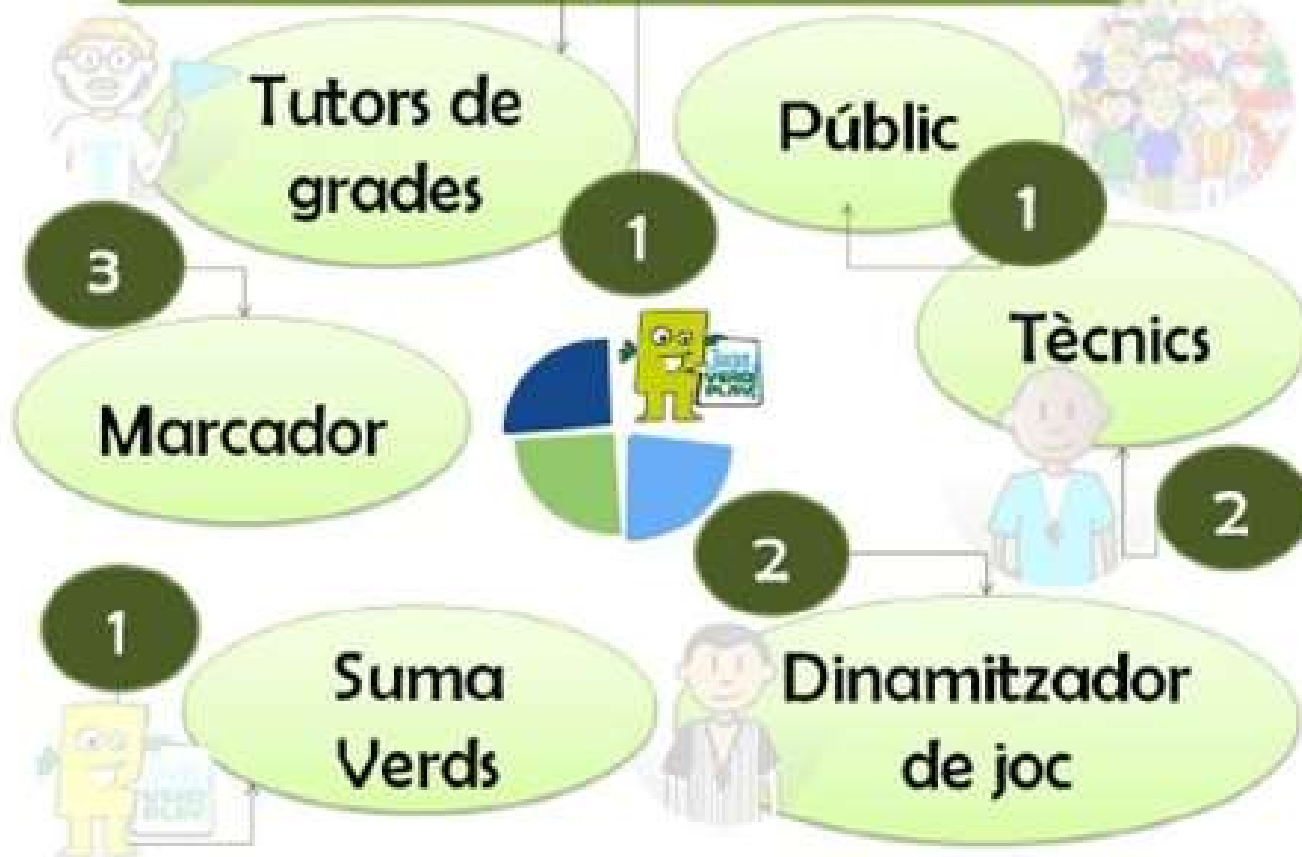 Tutors de
grades
Públic
1
1
3
Tècnics
Marcador
2
2
1
Suma
Verds
Dinamitzador
de joc